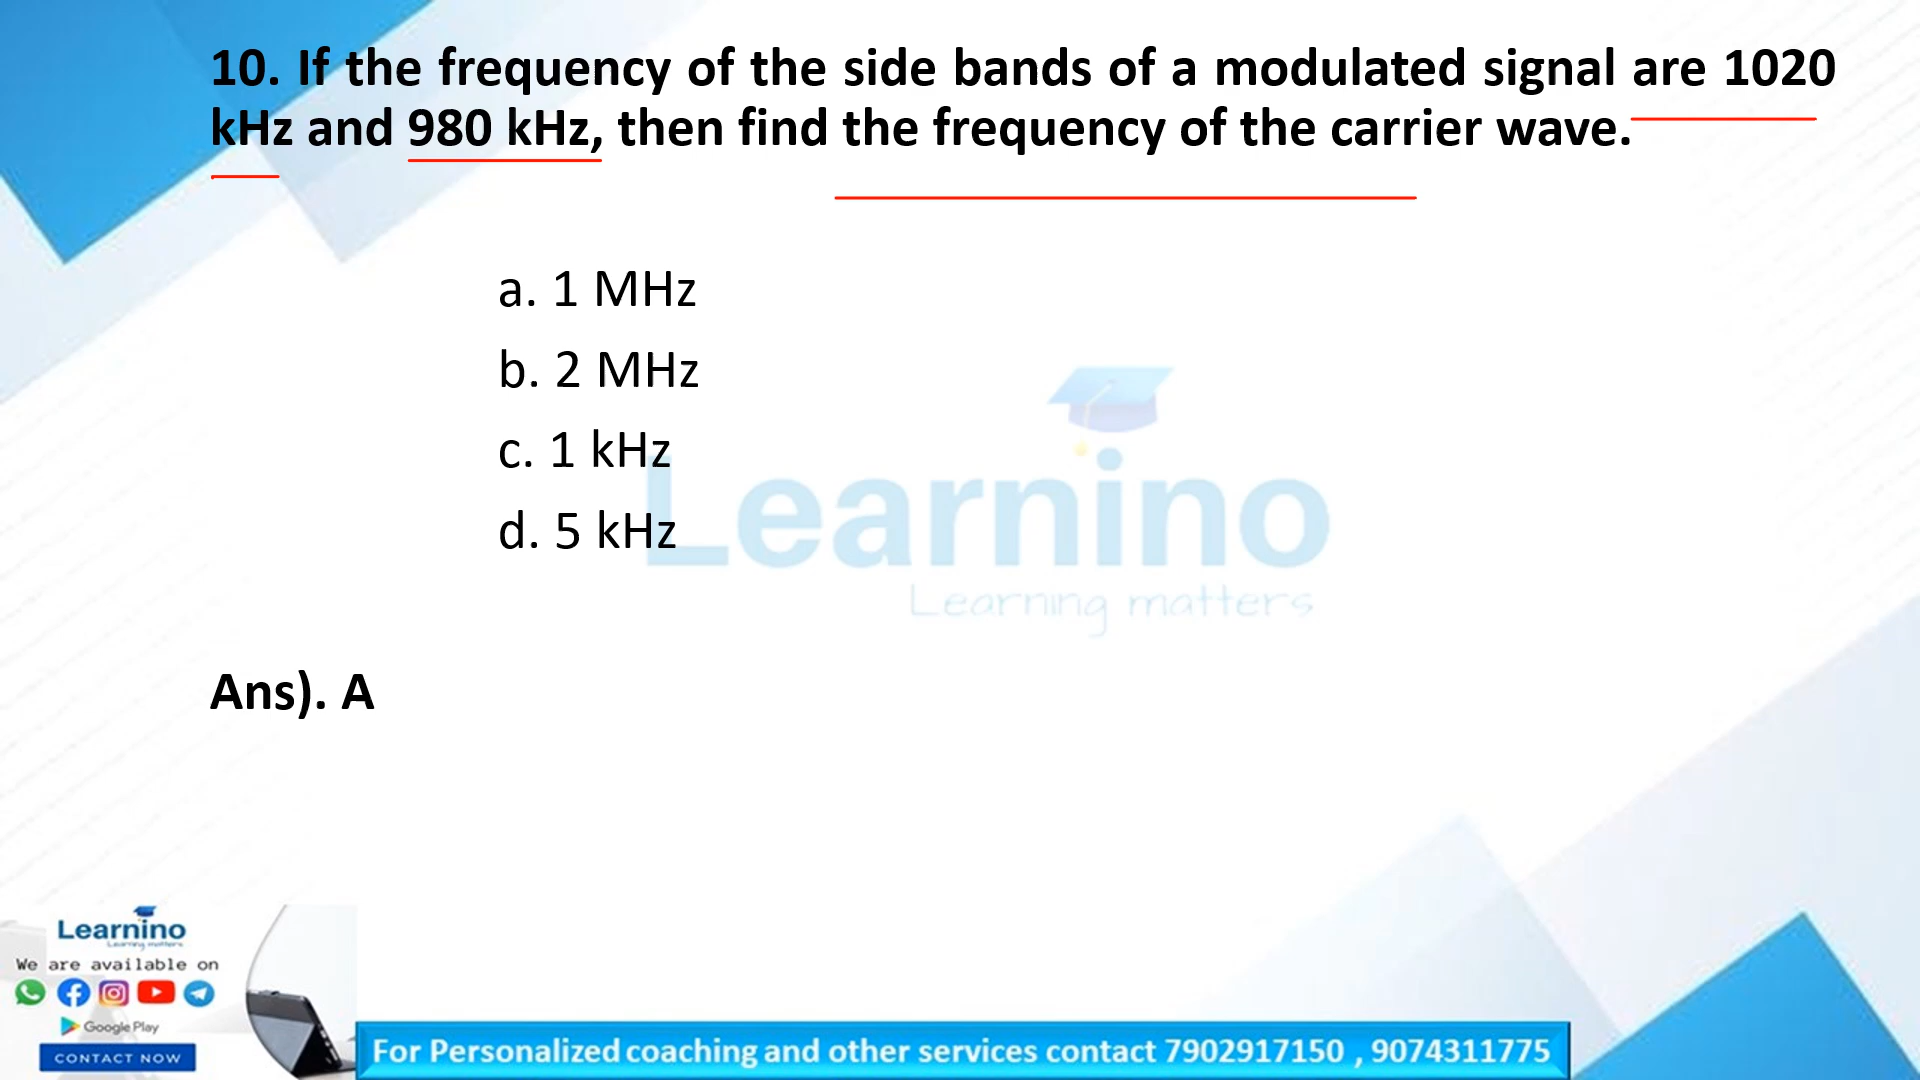 10. If the frequency of the side bands of a modulated signal are 1020
kHz and 980 kHz, then find the frequency of the carrier wave.
a. 1 MHz
b. 2 MHz
c. 1 kHz
d. 5 kHz
Learnino
Learning matters
Ans). A
Learnino
Learning matters
We are available on
Google Play
CONTACT NOW
For Personalized coaching and other services contact 7902917150 , 9074311775